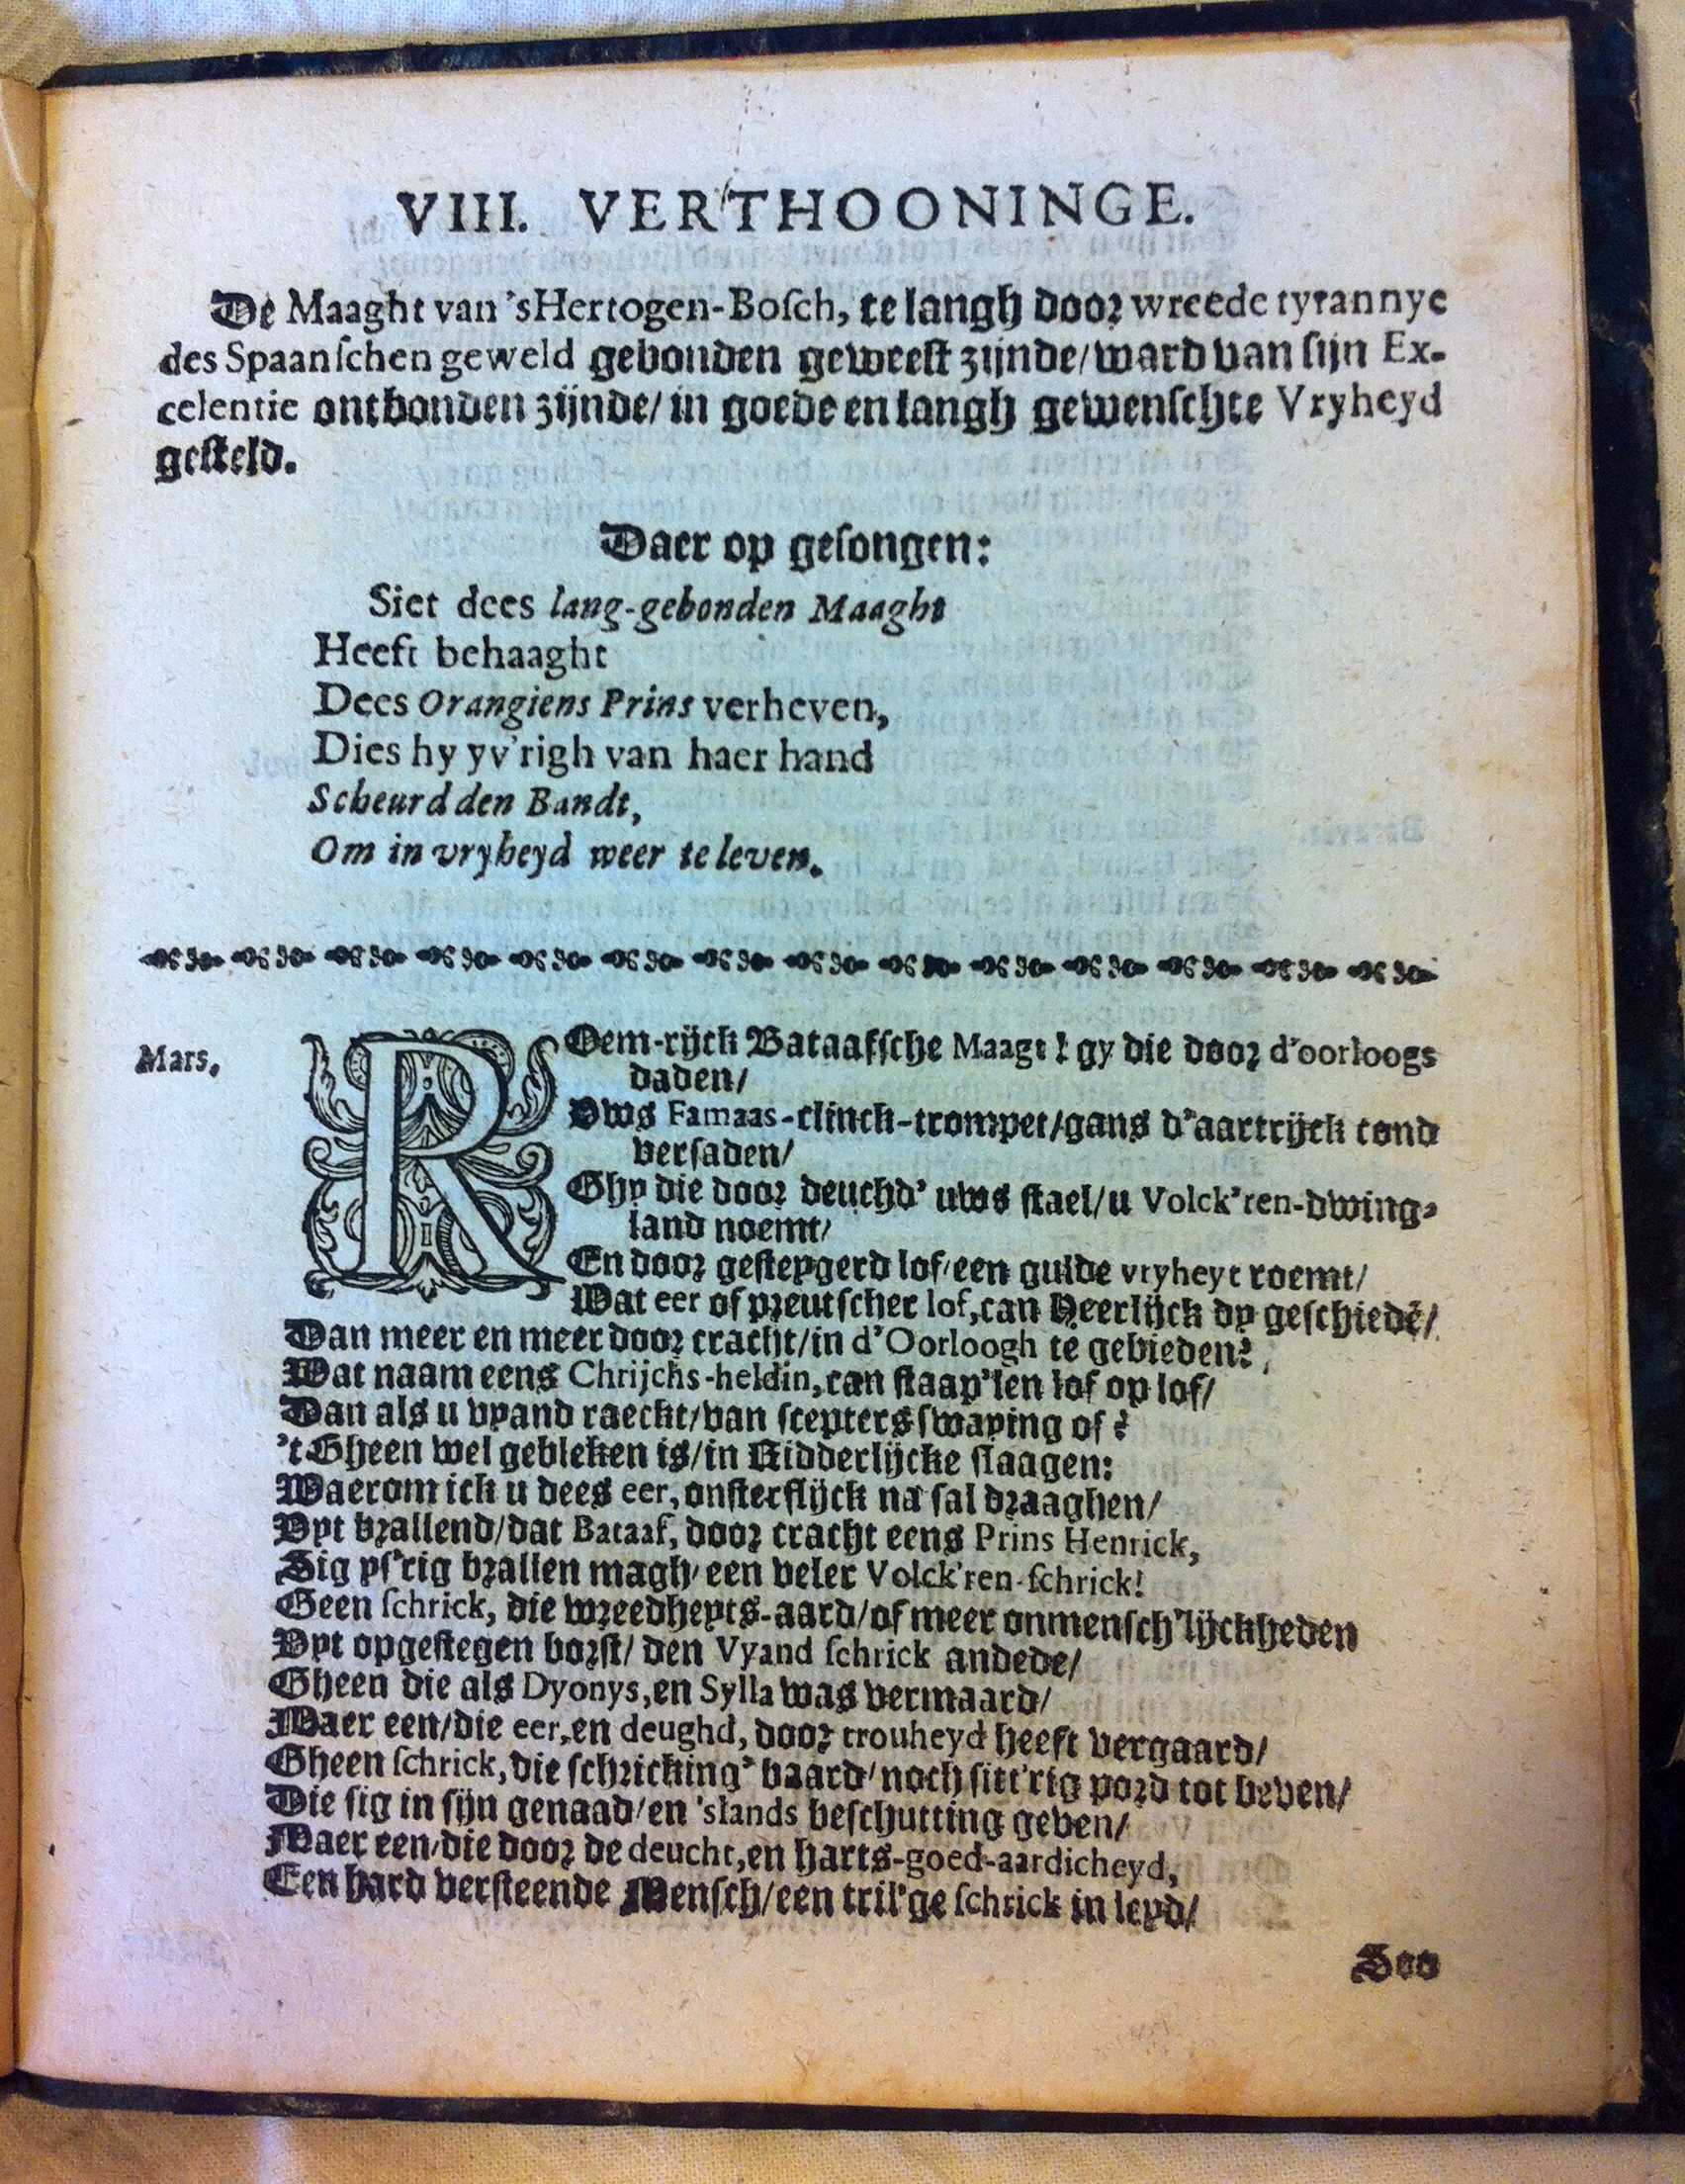 VIII. VERTHOONINGE.
De Maaght van 'sHertogen-Bosch, te langh door wreede tyrannye
des Spaanschen geweld gebonden geweest zijnde/ ward van sijn Ex-
celentie ontbonden zijnde/ in goede en langh gewenschte Vryheyd
gesteld.
Daer op gesongen:
Siet dees lang-gebonden Maaght
Heeft behaaght
Dees Orangiens Prins verheven,
Dies hy yv'righ van haer hand
Scheurd den Bandt,
Om in vryheyd weer te leven.
Mars.
ROem-rijck Bataafsche Maagt! gy die door d'oorloogs
daden/
Uws Famaas-clinck-trompet/gans d'aartrijck cond
versaden/
Ghy die door deuchd' uws stael/u Volck'ren-dwing-
land noemt/
En door gesteygerd lof/een gulde vryheyt roemt/
Wat eer of preutscher lof,can Heerlijck dy geschiedē/
Dan meer en meer door cracht/in d'Oorloogh te gebieden?
Wat naam eens Chrijchs-heldin,can staap'len lof op lof/
Dan als u vyand raeckt/van scepters swaying of?
't Gheen wel gebleken is/in Ridderlijcke slaagen:
Waerom ick u dees eer, onsterflijck na sal draaghen/
Uyt brallend/dat Bataaf, door cracht eens Prins Henrick,
Sig yf'rig brallen magh/een veler Volck'ren-schrick!
Geen schrick, die wreedheyts-aard/of meer onmensch'lijckheden
Uyt opgestegen borst/ den Vyand schrick andede/
Gheen die als Dyonys,en Sylla was vermaard/
Maer een/die eer,en deughd, door trouheyd heeft vergaard/
Gheen schrick,die schricking' baard/noch sitt'rig pord tot beven/
Die sig in sijn genaad/en 'slands beschutting geven/
Maer een/die door de deucht,en harts-goed-aardicheyd,
Een hard versteende Mensch/een tril'ge schrick in leyd/
Soo